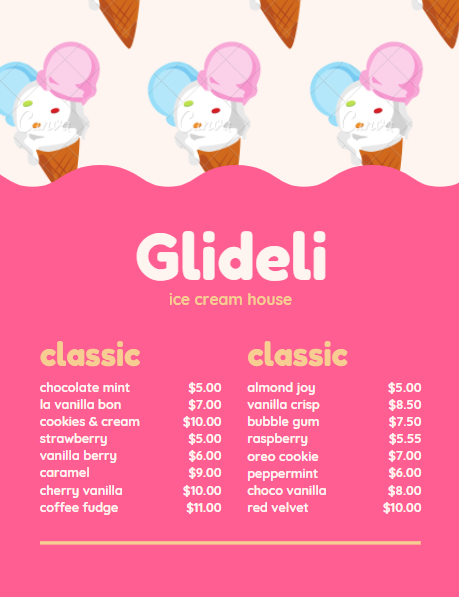 Canva Canva Canva
Glideli
ice cream house
classic
chocolate mint $5.00
la vanilla bon $7.00
cookies & cream $10.00
strawberry $5.00
vanilla berry $6.00
caramel $9.00
cherry vanilla $10.00
coffee fudge $11.00
classic
almond joy $5.00
vanilla crisp $8.50
bubble gum $7.50
raspberry $5.55
oreo cookie $7.00
peppermint $6.00
choco vanilla $8.00
red velvet $10.00